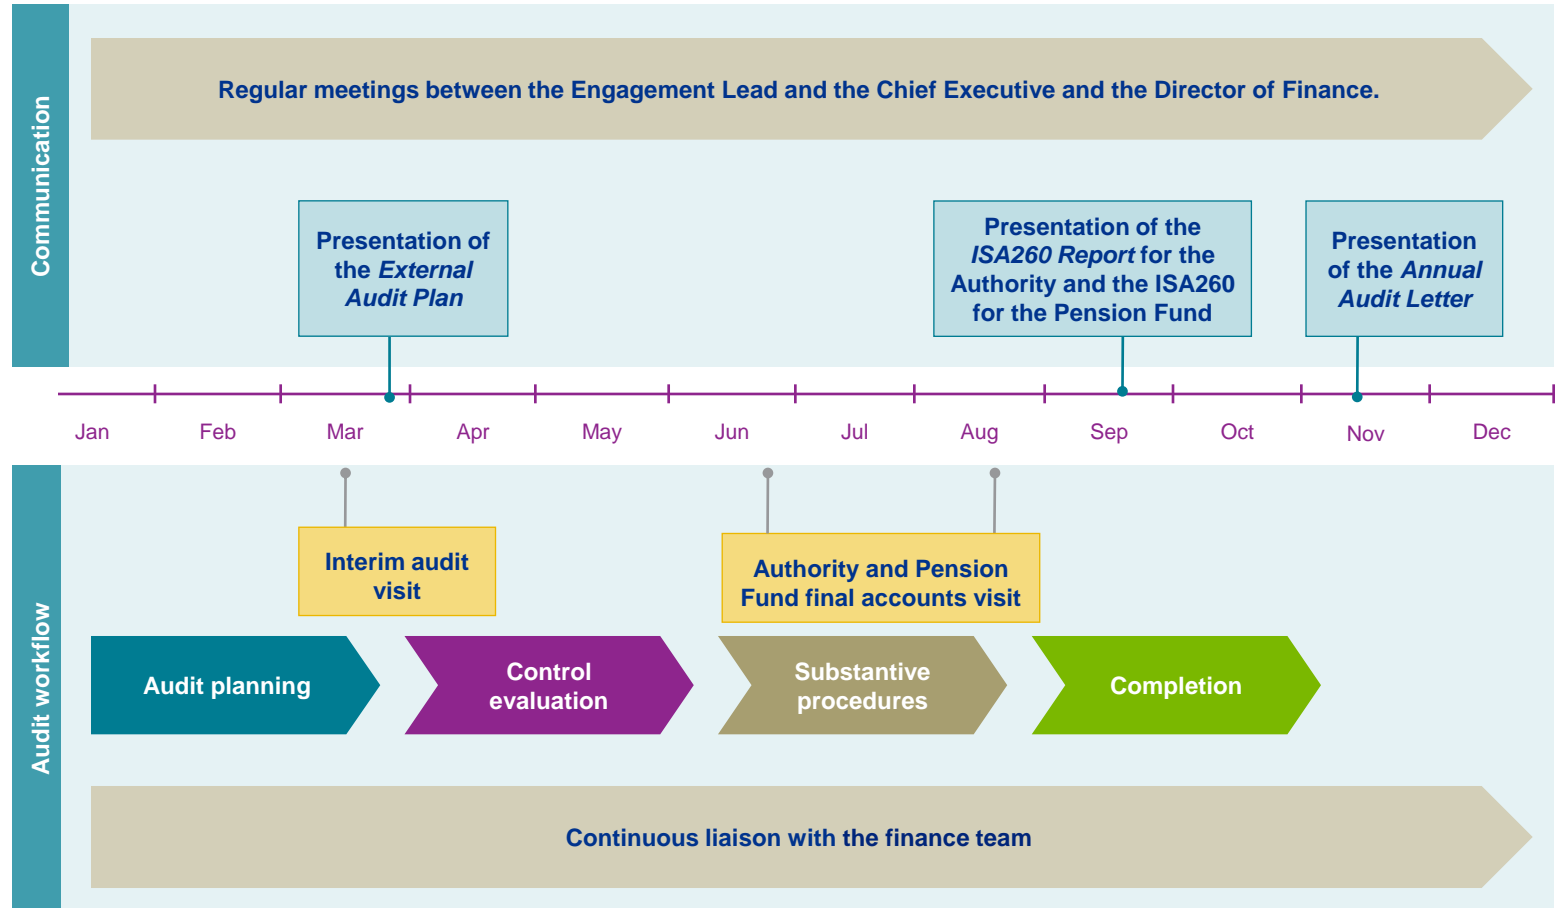 Communication
Regular meetings between the Engagement Lead and the Chief Executive and the Director of Finance.
Presentation of
the External
Audit Plan
Presentation of the
ISA260 Report for the
Authority and the ISA260
for the Pension Fund
Presentation
of the Annual
Audit Letter
Jan Feb Mar Apr May Jun Jul Aug Sep Oct Nov Dec
Audit workflow
Interim audit
visit
Authority and Pension
Fund final accounts visit
Audit planning
Control
evaluation
Substantive
procedures
Completion
Continuous liaison with the finance team